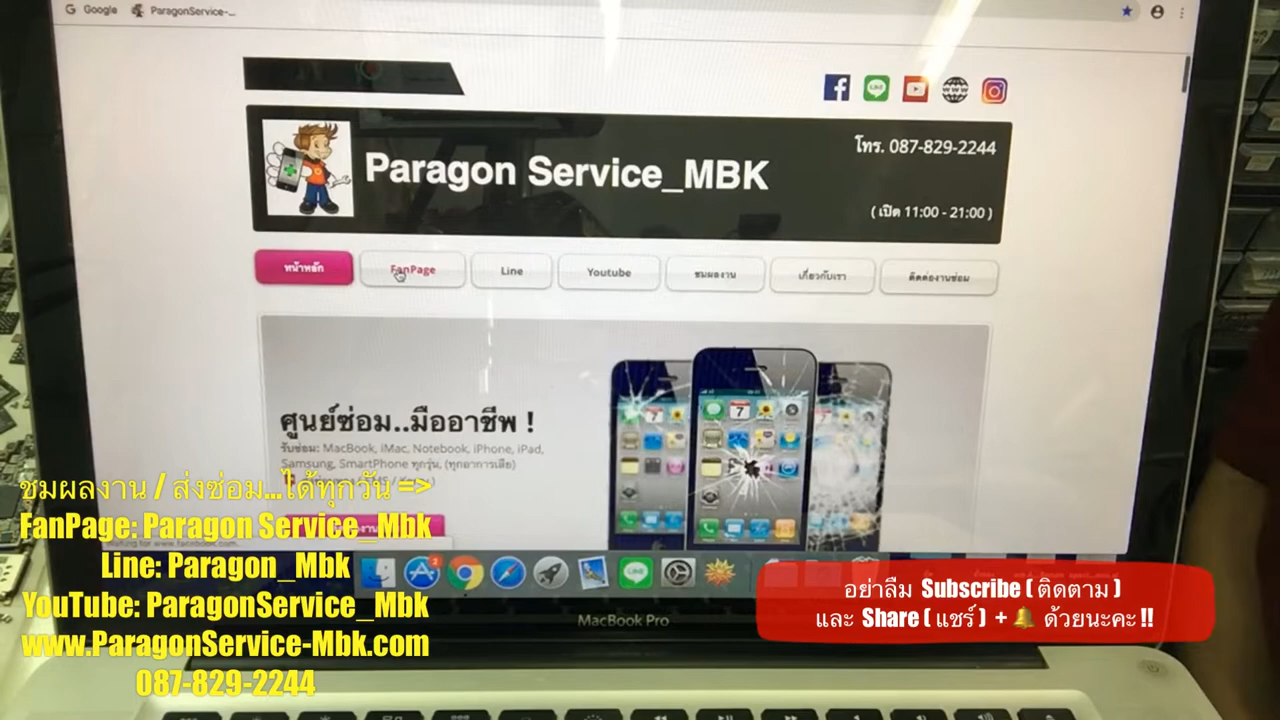 Google ParagonService-...
โทร. 087-829-2244
Paragon Service_MBK
( เปิด 11:00 - 21:00 )
หน้าหลัก FanPage Line Youtube ชมผลงาน เกี่ยวกับเรา ติดต่องานซ่อม
ศูนย์ซ่อม..มืออาชีพ !
รับซ่อม: MacBook, iMac, Notebook, iPhone, iPad,
Samsung, SmartPhone ทุกรุ่น, (ทุกอาการเสีย)
ชมผลงาน / ส่งซ่อม...ได้ทุกวัน =>
FanPage: Paragon Service_Mbk
Line: Paragon_Mbk
YouTube: ParagonService_Mbk
www.ParagonService-Mbk.com
087-829-2244
อย่าลืม Subscribe ( ติดตาม )
และ Share ( แชร์ ) + 🔔 ด้วยนะคะ !!
MacBook Pro